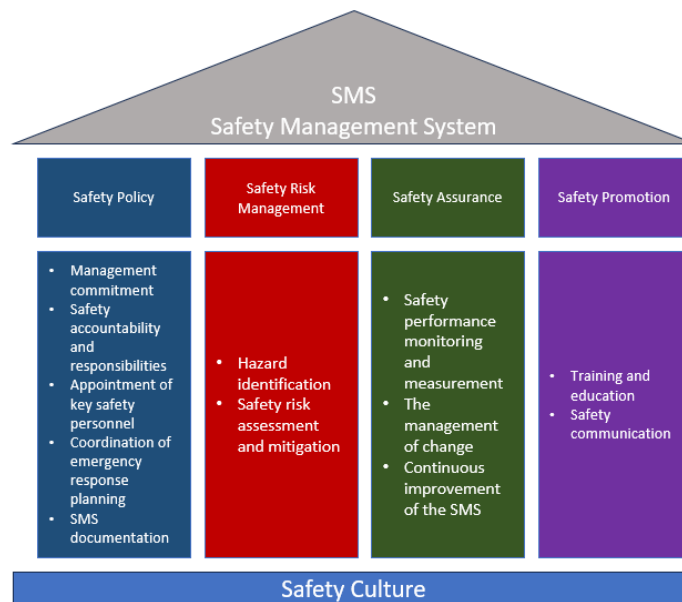 SMS
Safety Management System
Safety Policy
Safety Risk
Management
Safety Assurance
Safety Promotion
• Management
commitment
• Safety
accountability
and
responsibilities
• Appointment of
key safety
personnel
• Coordination of
emergency
response
planning
• SMS
documentation
• Hazard
identification
• Safety risk
assessment
and mitigation
• Safety
performance
monitoring
and
measurement
• The
management
of change
• Continuous
improvement
of the SMS
• Training and
education
• Safety
communication
Safety Culture